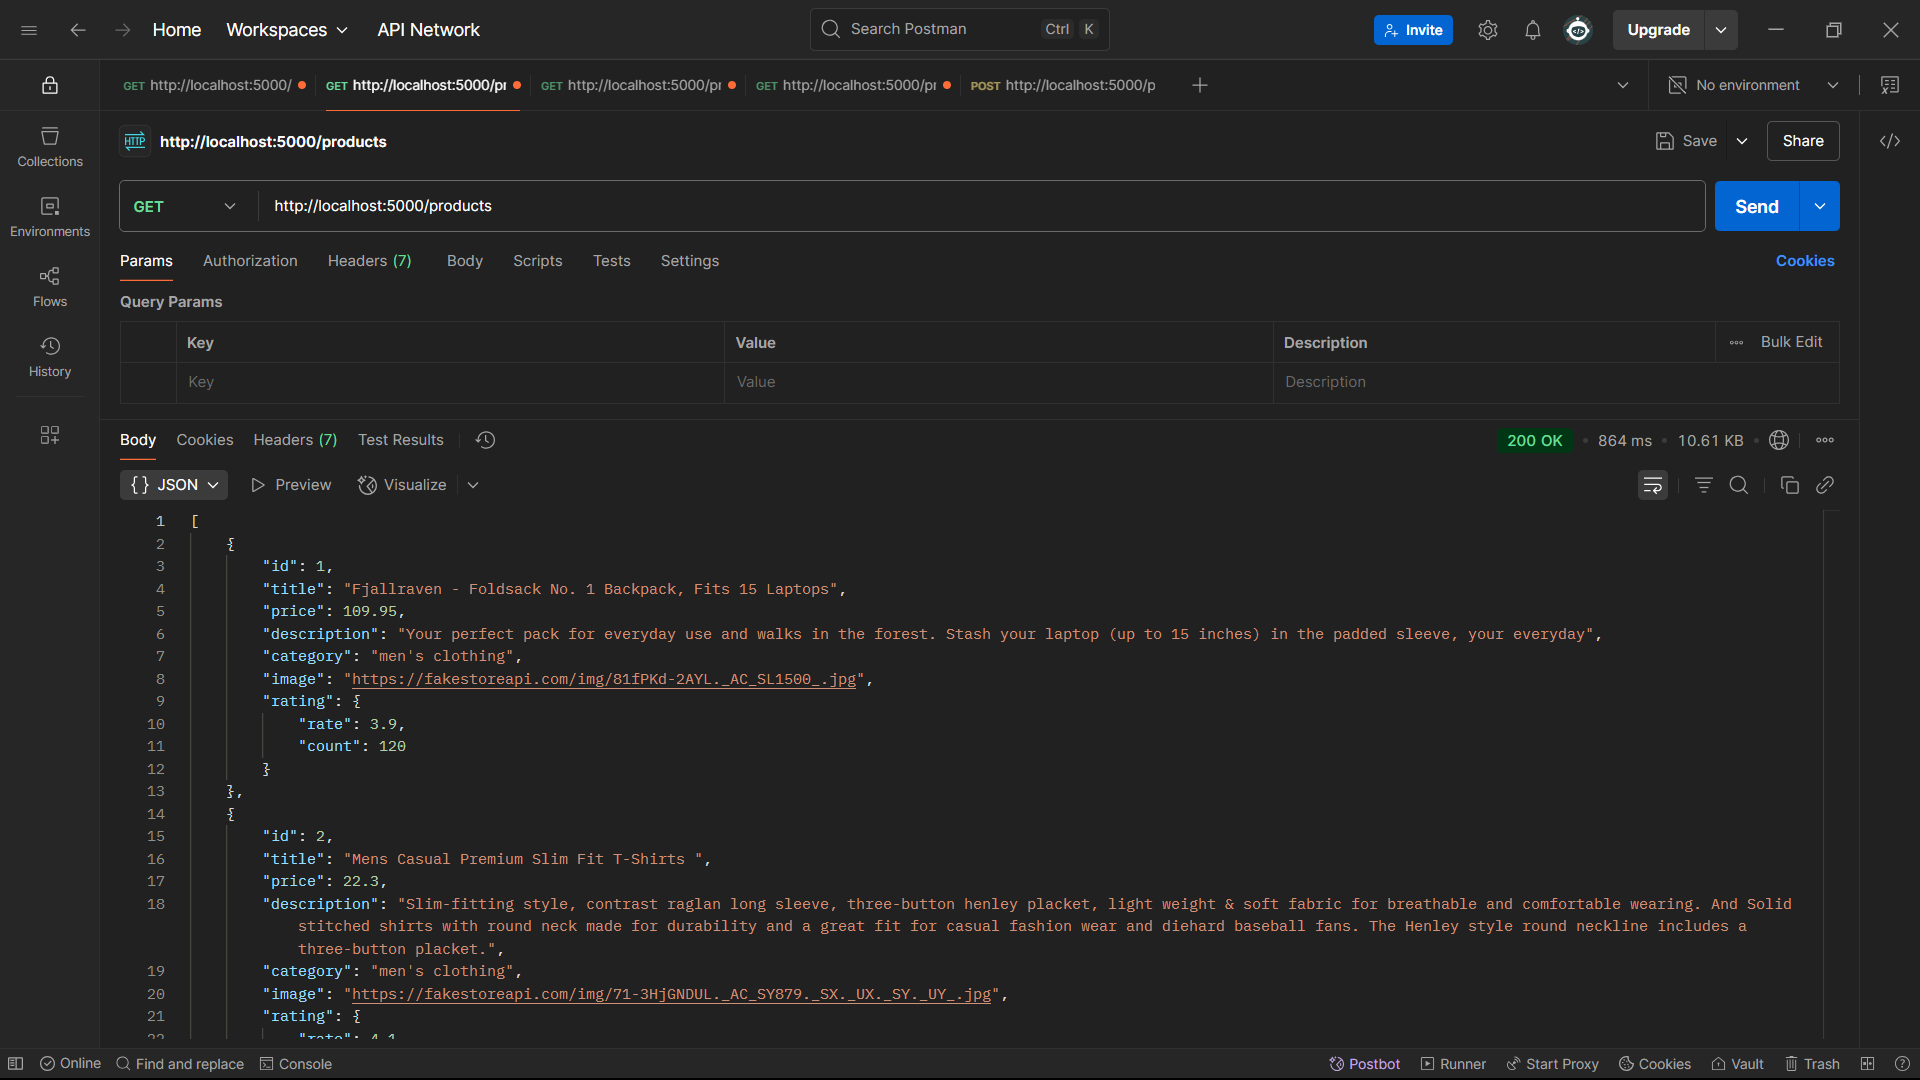 Home Workspaces API Network Search Postman Ctrl K Invite Upgrade
GET http://localhost:5000/ GET http://localhost:5000/pr GET http://localhost:5000/pr GET http://localhost:5000/pr POST http://localhost:5000/p No environment
HTTP http://localhost:5000/products Save Share
Collections
GET http://localhost:5000/products Send
Environments
Params Authorization Headers (7) Body Scripts Tests Settings Cookies
Flows
Query Params
Key Value Description Bulk Edit
History
Key Value Description
Body Cookies Headers (7) Test Results 200 OK 864 ms 10.61 KB
{} JSON Preview Visualize
1 [
2 {
3 "id": 1,
4 "title": "Fjallraven - Foldsack No. 1 Backpack, Fits 15 Laptops",
5 "price": 109.95,
6 "description": "Your perfect pack for everyday use and walks in the forest. Stash your laptop (up to 15 inches) in the padded sleeve, your everyday",
7 "category": "men's clothing",
8 "image": "https://fakestoreapi.com/img/81fPKd-2AYL._AC_SL1500_.jpg",
9 "rating": {
10 "rate": 3.9,
11 "count": 120
12 }
13 },
14 {
15 "id": 2,
16 "title": "Mens Casual Premium Slim Fit T-Shirts ",
17 "price": 22.3,
18 "description": "Slim-fitting style, contrast raglan long sleeve, three-button henley placket, light weight & soft fabric for breathable and comfortable wearing. And Solid
stitched shirts with round neck made for durability and a great fit for casual fashion wear and diehard baseball fans. The Henley style round neckline includes a
three-button placket.",
19 "category": "men's clothing",
20 "image": "https://fakestoreapi.com/img/71-3HjGNDUL._AC_SY879._SX._UX._SY._UY_.jpg",
21 "rating": {
22 "rate": 4.1
Online Find and replace Console Postbot Runner Start Proxy Cookies Vault Trash